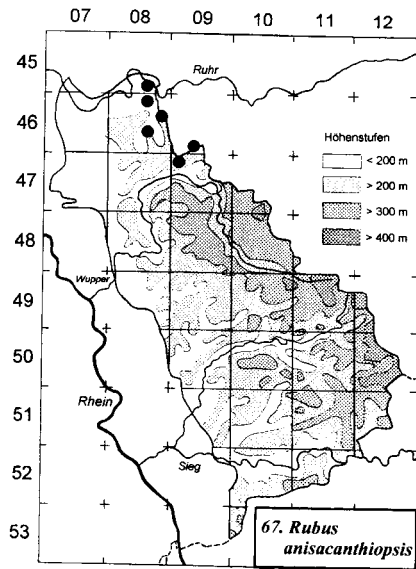 07 08 09 10 11 12
45
Ruhr
46
Höhenstufen
< 200 m
47
> 200 m
> 300 m
48
> 400 m
Wupper
49
50
Rhein
51
Sieg
52
67. Rubus
53
anisacanthiopsis